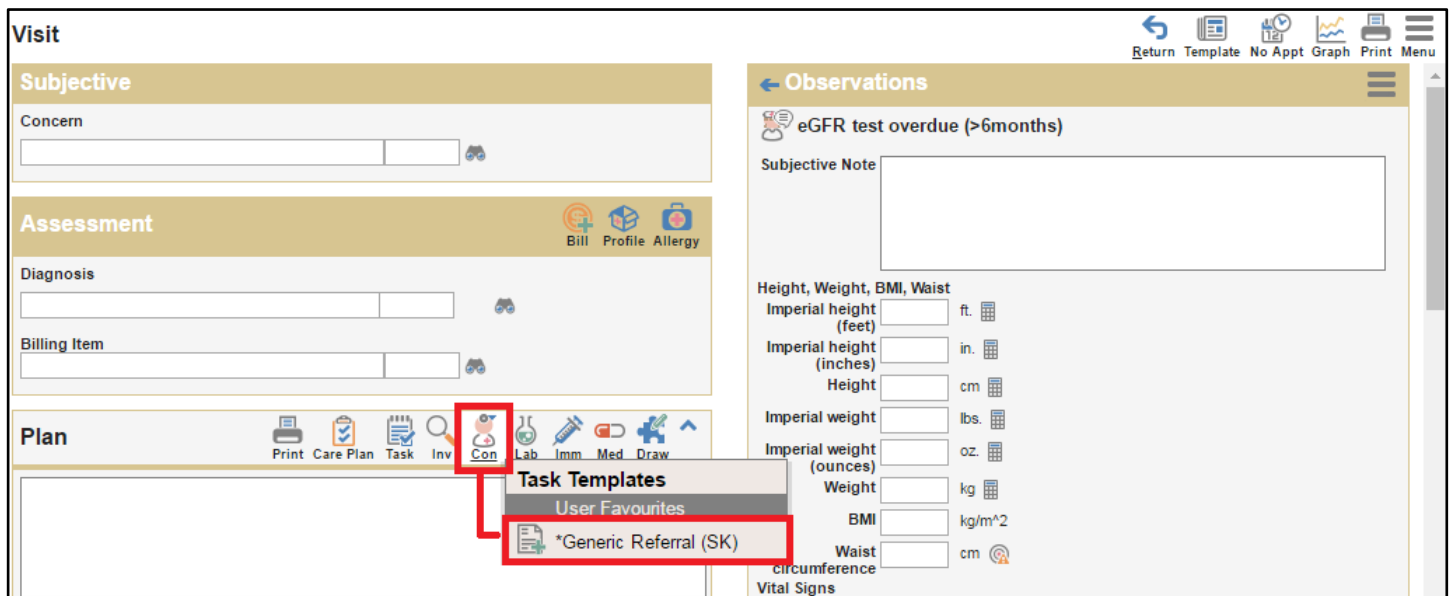 Visit
Return Template No Appt Graph Print Menu
12
Subjective
Concern
Assessment
Bill Profile Allergy
Diagnosis
Billing Item
Plan
Print Care Plan Task Inv Con Lab Imm Med Draw
Task Templates
User Favourites
*Generic Referral (SK)
Observations
eGFR test overdue (>6months)
Subjective Note
Height, Weight, BMI, Waist
Imperial height
(feet)
ft.
Imperial height
(inches)
in.
Height
cm
Imperial weight
lbs.
Imperial weight
(ounces)
oz.
Weight
kg
BMI
kg/m^2
Waist
circumference
cm
Vital Signs